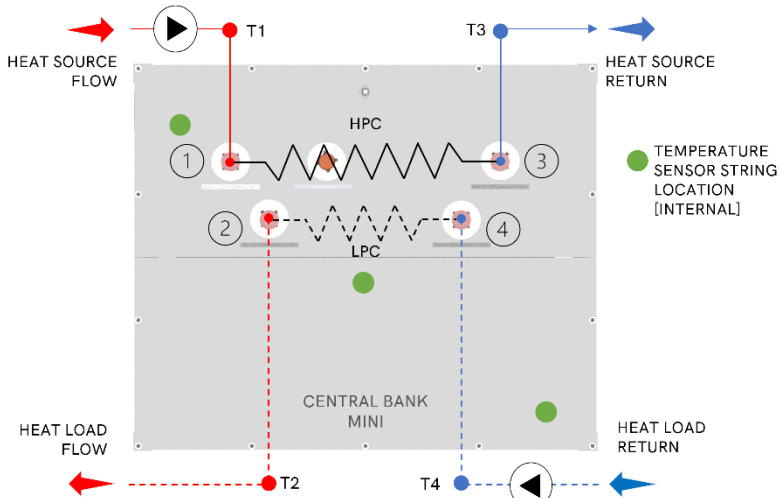 T1
T3
HEAT SOURCE
FLOW
HEAT SOURCE
RETURN
HPC
1
3
TEMPERATURE
SENSOR STRING
LOCATION
[INTERNAL]
2
4
LPC
CENTRAL BANK
MINI
HEAT LOAD
FLOW
HEAT LOAD
RETURN
T2
T4